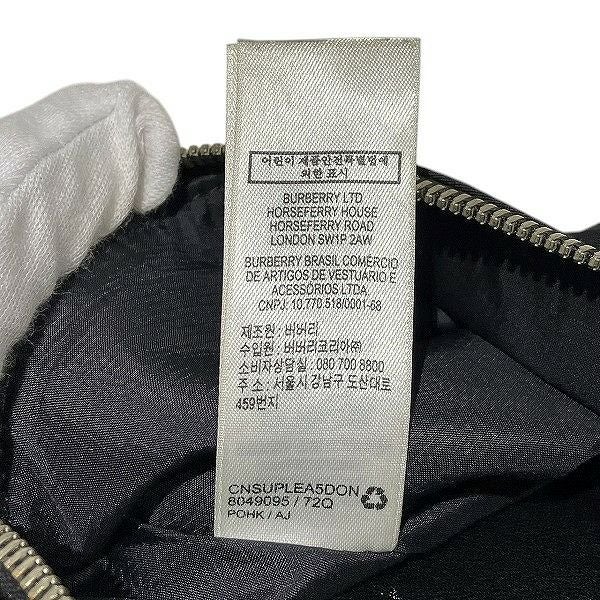 어린이 제품안전특별법에
의한 표시
BURBERRY LTD
HORSEFERRY HOUSE
HORSEFERRY ROAD
LONDON SW1P 2AW
BURBERRY BRASIL COMERCIO
DE ARTIGOS DE VESTUÁRIO E
ACESSÓRIOS LTDA.
CNPJ: 10.770.518/0001-68
제조원 : 버버리
수입원 : 버버리코리아(주)
소비자상담실 : 080 700 8800
주 소 : 서울시 강남구 도산대로
459번지
CNSUPLEA5DON
8049095 / 72Q
POHK / AJ